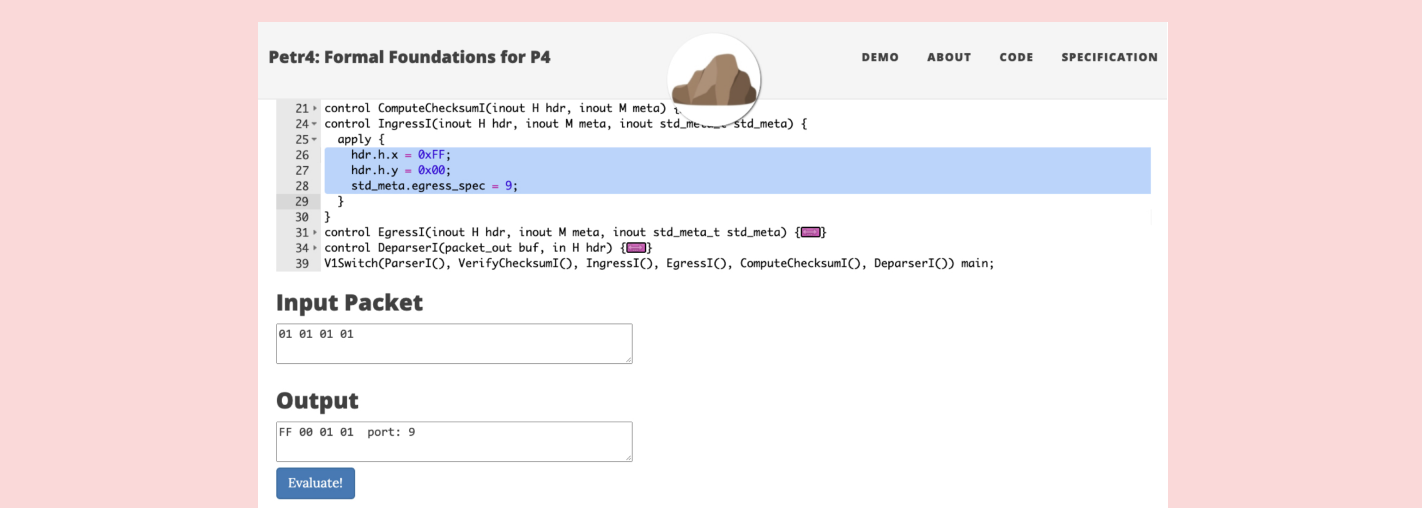 Petr4: Formal Foundations for P4
DEMO ABOUT CODE SPECIFICATION
21 control ComputeChecksumI(inout H hdr, inout M meta) {
24 control IngressI(inout H hdr, inout M meta, inout std_meta_t std_meta) {
25 apply {
26 hdr.h.x = 0xFF;
27 hdr.h.y = 0x00;
28 std_meta.egress_spec = 9;
29 }
30 }
31 control EgressI(inout H hdr, inout M meta, inout std_meta_t std_meta) {}
34 control DeparserI(packet_out buf, in H hdr) {}
39 V1Switch(ParserI(), VerifyChecksumI(), IngressI(), EgressI(), ComputeChecksumI(), DeparserI()) main;
Input Packet
01 01 01 01
Output
FF 00 01 01 port: 9
Evaluate!